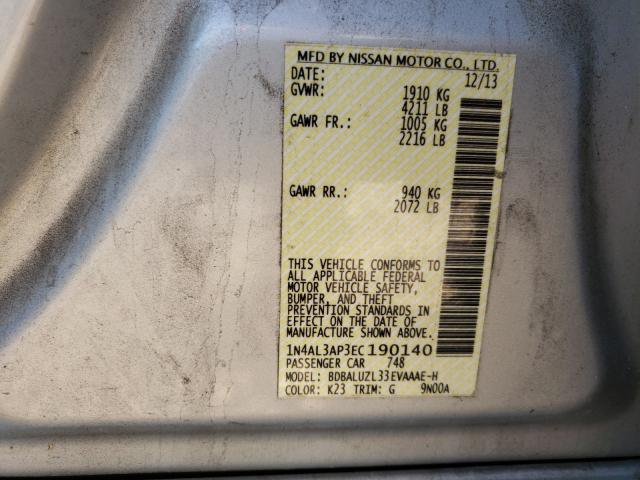 MFD BY NISSAN MOTOR CO., LTD.
DATE: 12/13
GVWR: 1910 KG
4211 LB
GAWR FR.: 1005 KG
2216 LB
GAWR RR.: 940 KG
2072 LB
THIS VEHICLE CONFORMS TO
ALL APPLICABLE FEDERAL
MOTOR VEHICLE SAFETY,
BUMPER, AND THEFT
PREVENTION STANDARDS IN
EFFECT ON THE DATE OF
MANUFACTURE SHOWN ABOVE.
1N4AL3AP3EC190140
PASSENGER CAR 748
MODEL: BDBALUZL33EVAAAE-H
COLOR: K23 TRIM: G 9N00A